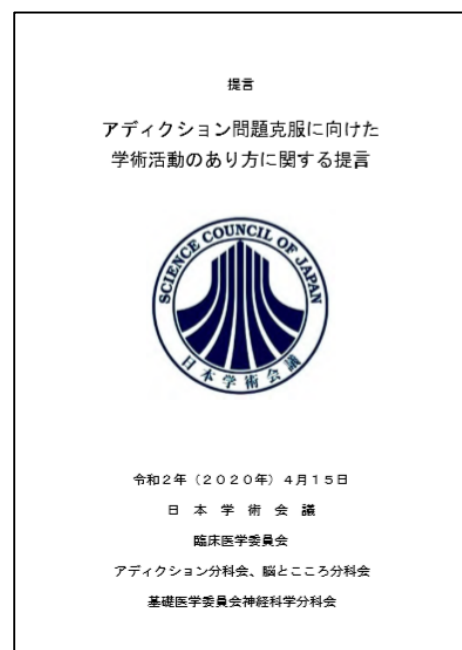 提言
アディクション問題克服に向けた
学術活動のあり方に関する提言
SCIENCE COUNCIL OF JAPAN
日本学術会議
令和2年（2020年）4月15日
日 本 学 術 会 議
臨床医学委員会
アディクション分科会、脳とこころ分科会
基礎医学委員会神経科学分科会